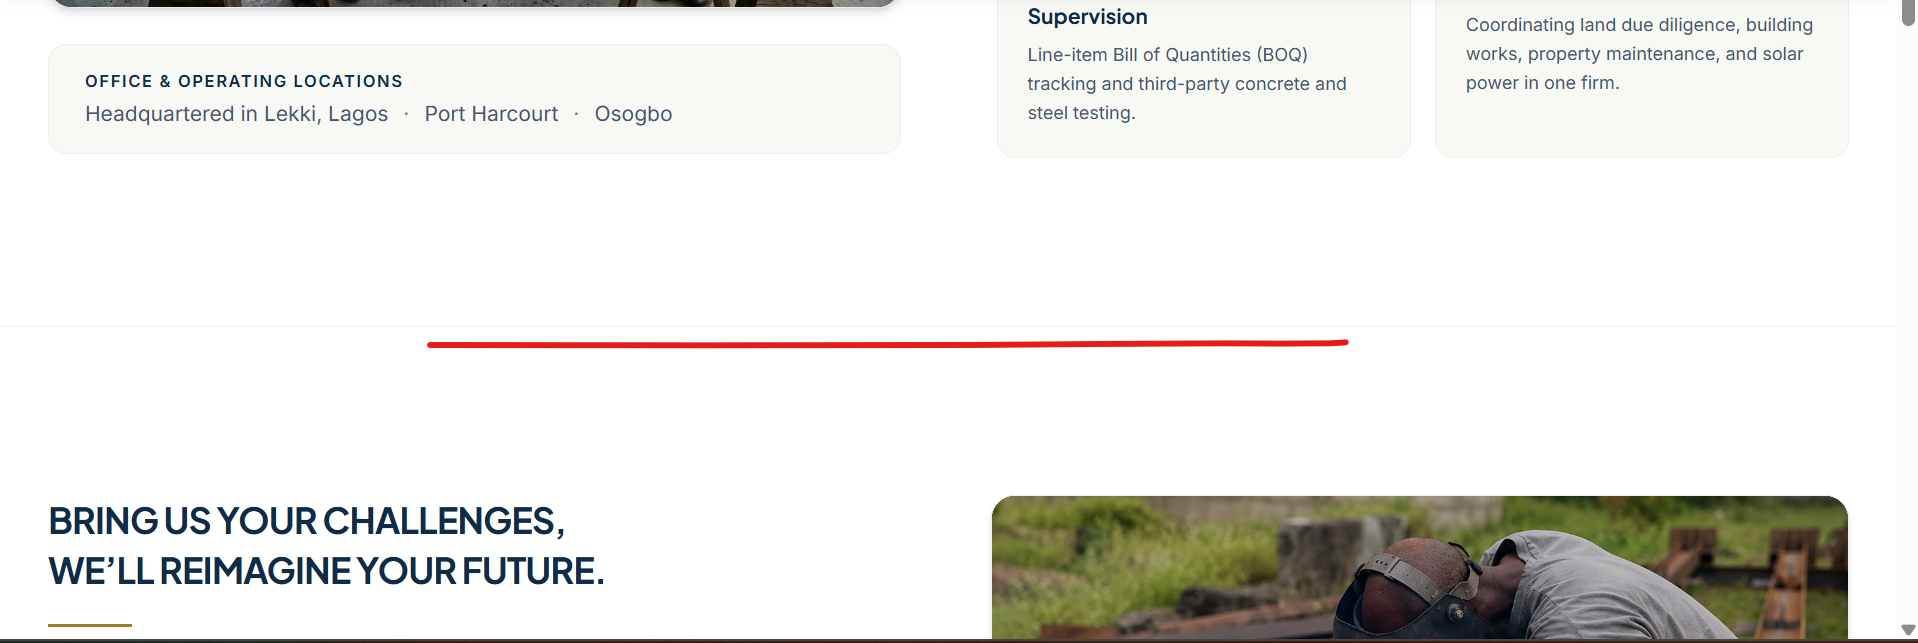 OFFICE & OPERATING LOCATIONS
Headquartered in Lekki, Lagos · Port Harcourt · Osogbo
Supervision
Line-item Bill of Quantities (BOQ)
tracking and third-party concrete and
steel testing.
Coordinating land due diligence, building
works, property maintenance, and solar
power in one firm.
BRING US YOUR CHALLENGES,
WE’LL REIMAGINE YOUR FUTURE.